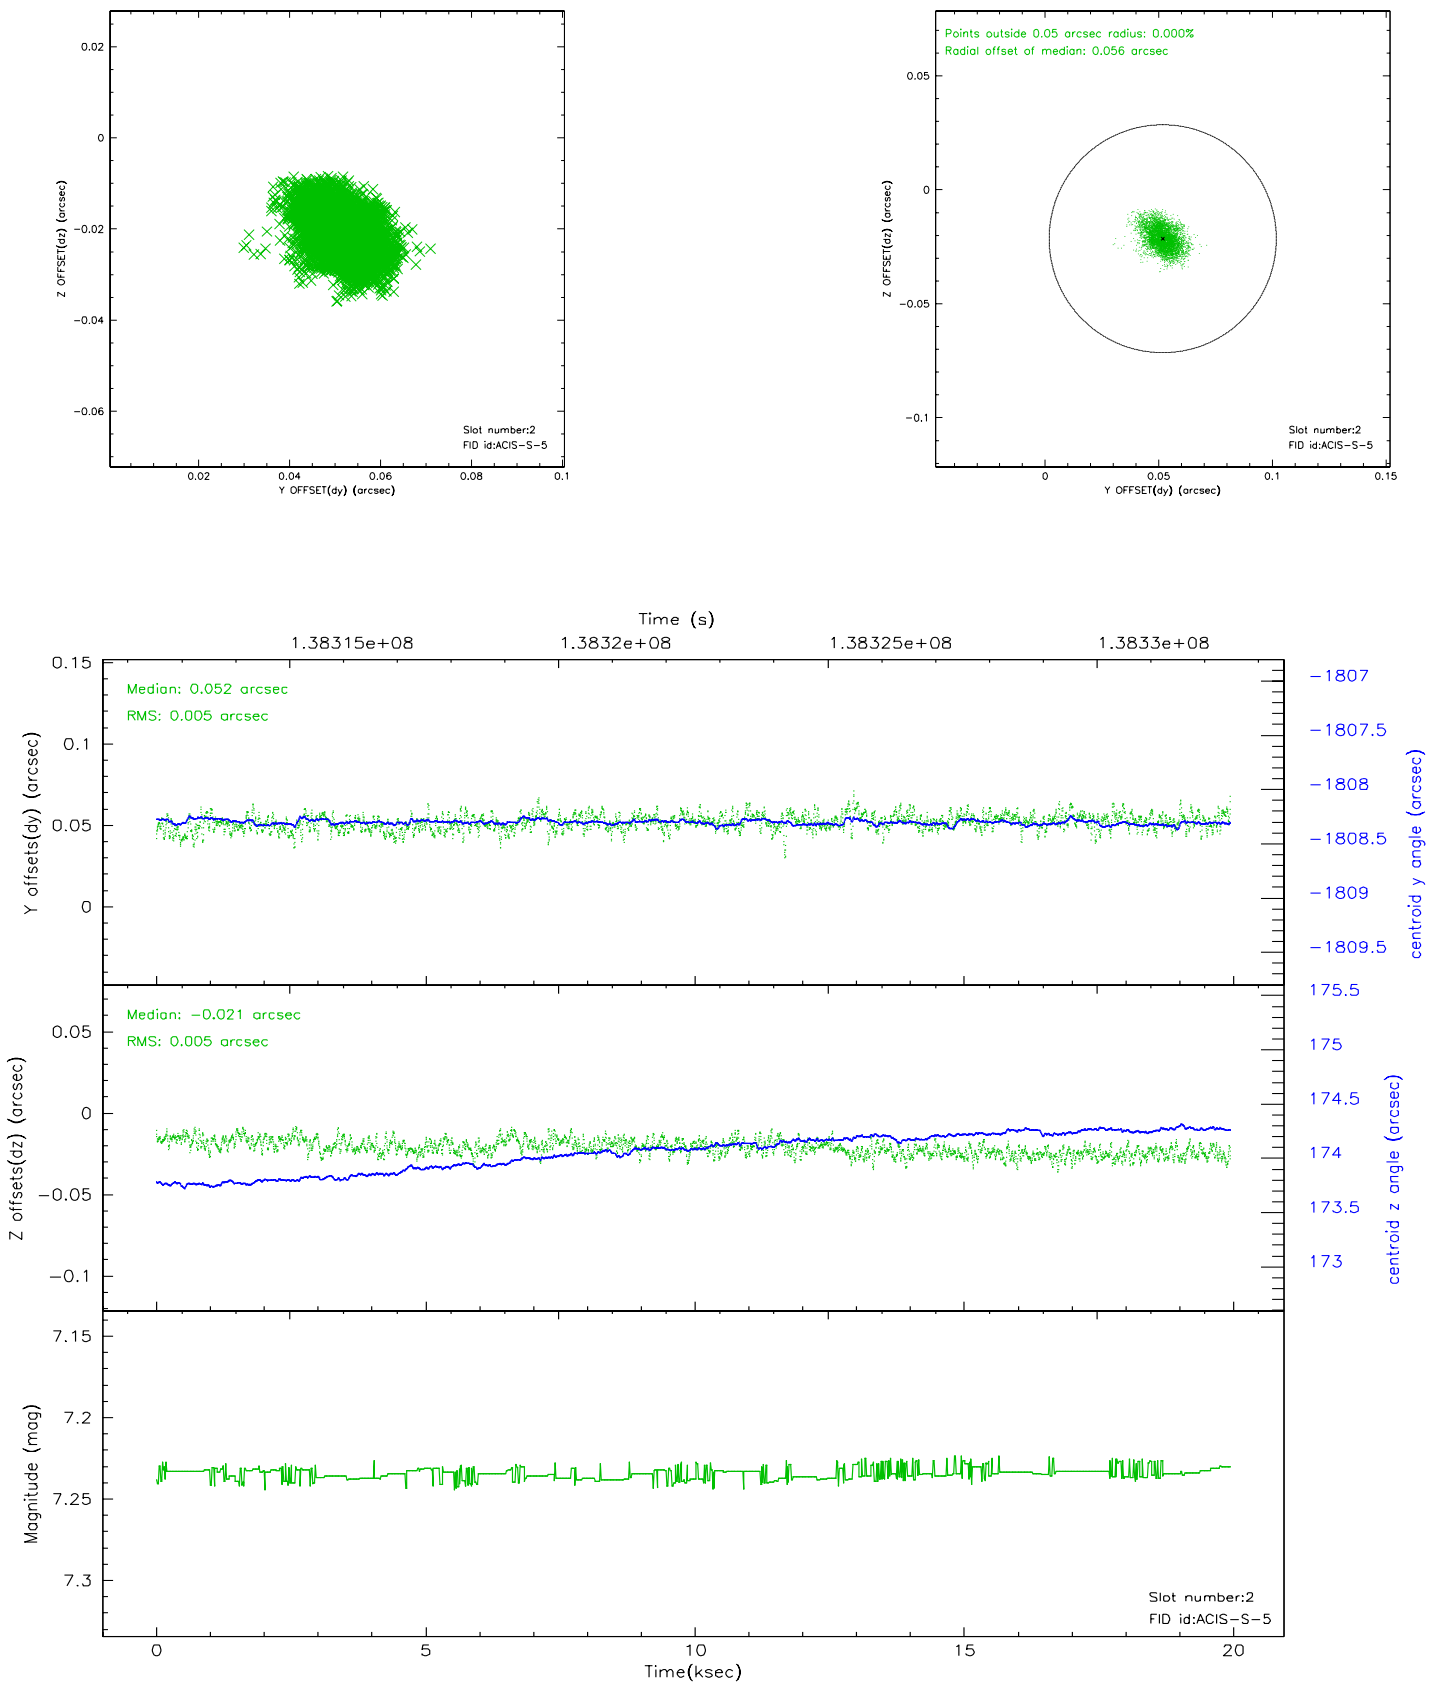 0.02
0
-0.02
-0.04
-0.06
Z OFFSET(dz) (arcsec)
Slot number:2
FID id:ACIS-S-5
0.02 0.04 0.06 0.08 0.1
Y OFFSET(dy) (arcsec)
Points outside 0.05 arcsec radius: 0.000%
Radial offset of median: 0.056 arcsec
0.05
0
-0.05
-0.1
Z OFFSET(dz) (arcsec)
Slot number:2
FID id:ACIS-S-5
0 0.05 0.1 0.15
Y OFFSET(dy) (arcsec)
Time (s)
1.38315e+08 1.3832e+08 1.38325e+08 1.3833e+08
0.15
0.1
0.05
0
Y offsets(dy) (arcsec)
Median: 0.052 arcsec
RMS: 0.005 arcsec
-1807
-1807.5
-1808
-1808.5
-1809
-1809.5
centroid y angle (arcsec)
0.05
0
-0.05
-0.1
Z offsets(dz) (arcsec)
Median: -0.021 arcsec
RMS: 0.005 arcsec
175.5
175
174.5
174
173.5
173
centroid z angle (arcsec)
7.15
7.2
7.25
7.3
Magnitude (mag)
Slot number:2
FID id:ACIS-S-5
0 5 10 15 20
Time(ksec)